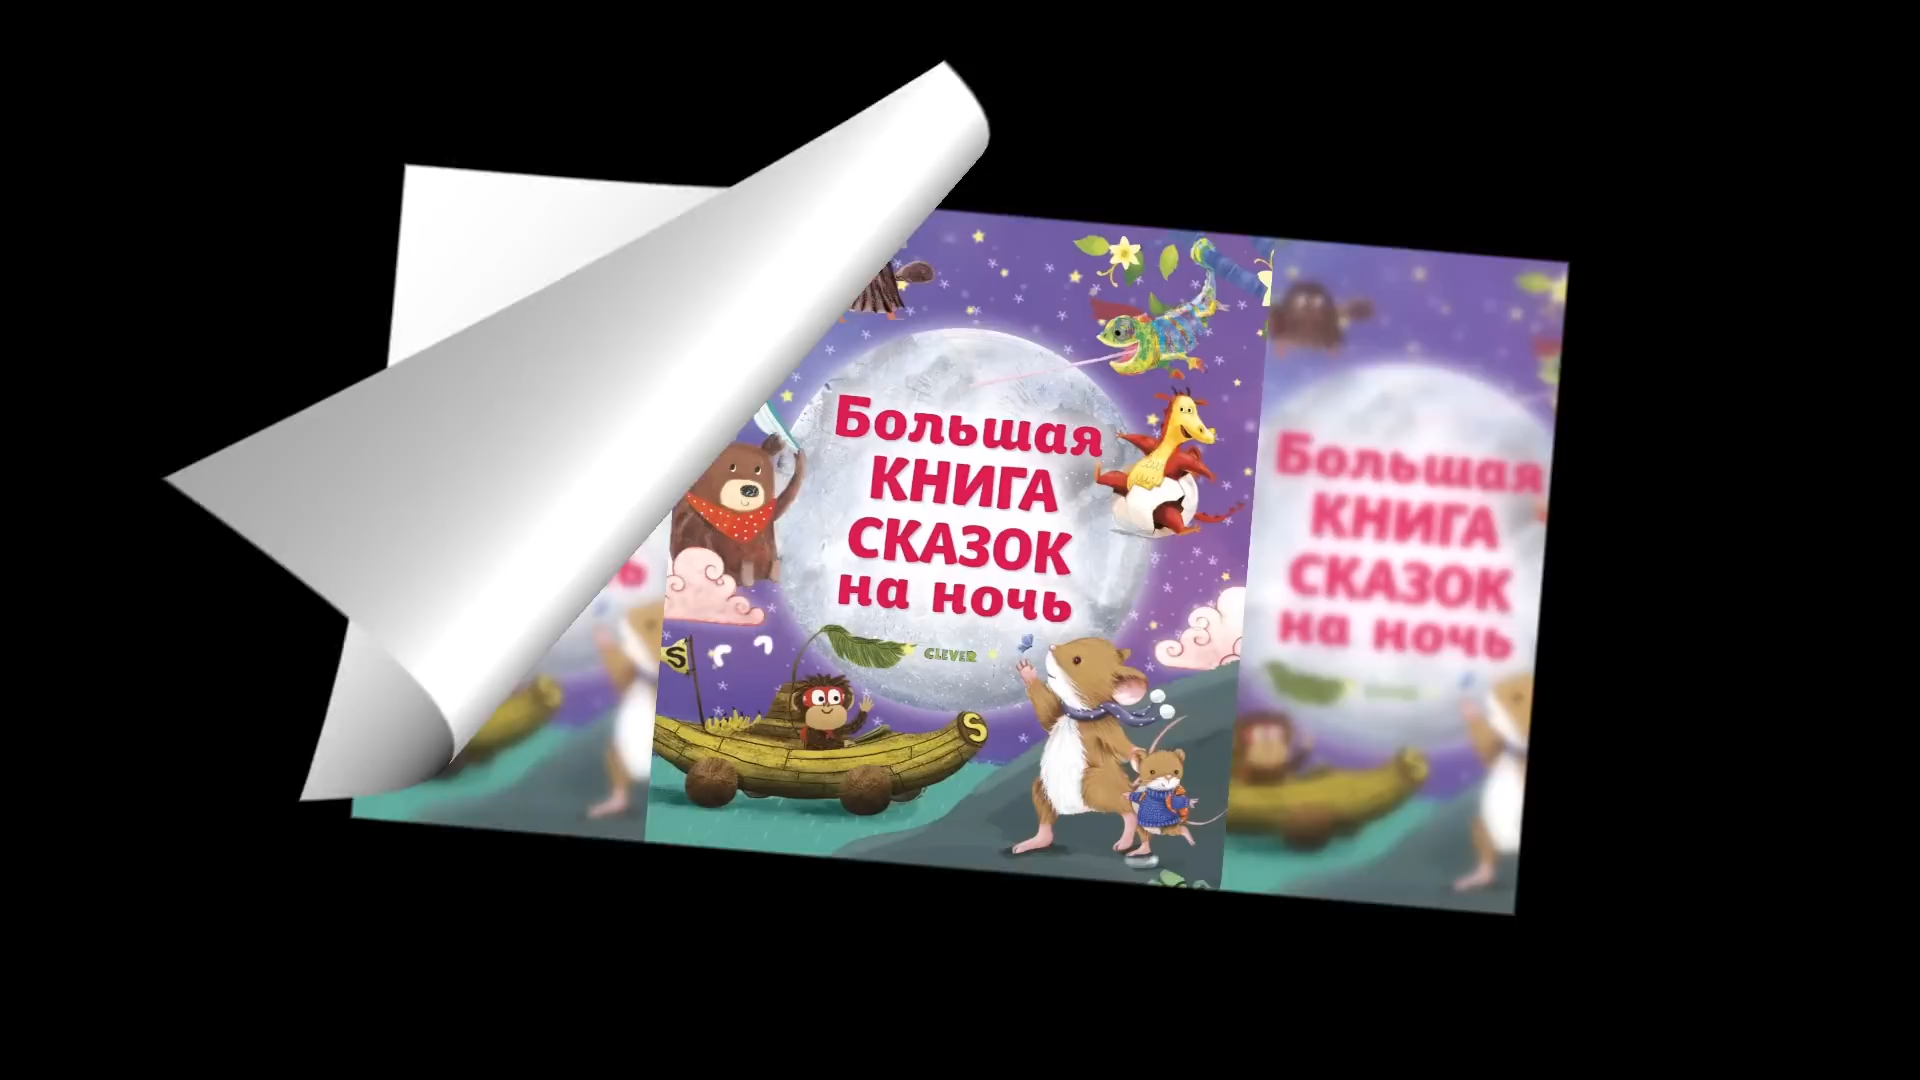 Большая
КНИГА
СКАЗОК
на ночь
CLEVER
S
S
Большая
КНИГА
СКАЗОК
на ночь